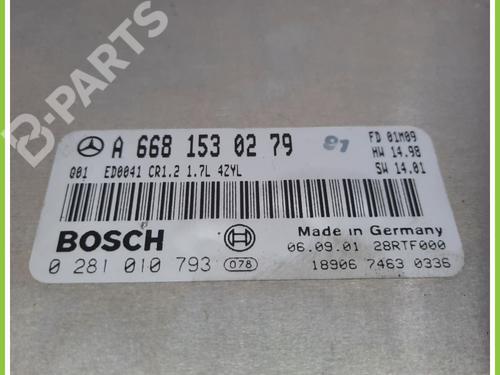 B-PARTS
A 668 153 02 79
FD 01M09
HW 14.98
SW 14.01
Q01 ED0041 CR1.2 1.7L 4ZYL
BOSCH
Made in Germany
06.09.01 28RTF000
0 281 010 793 078
18906 7463 0336